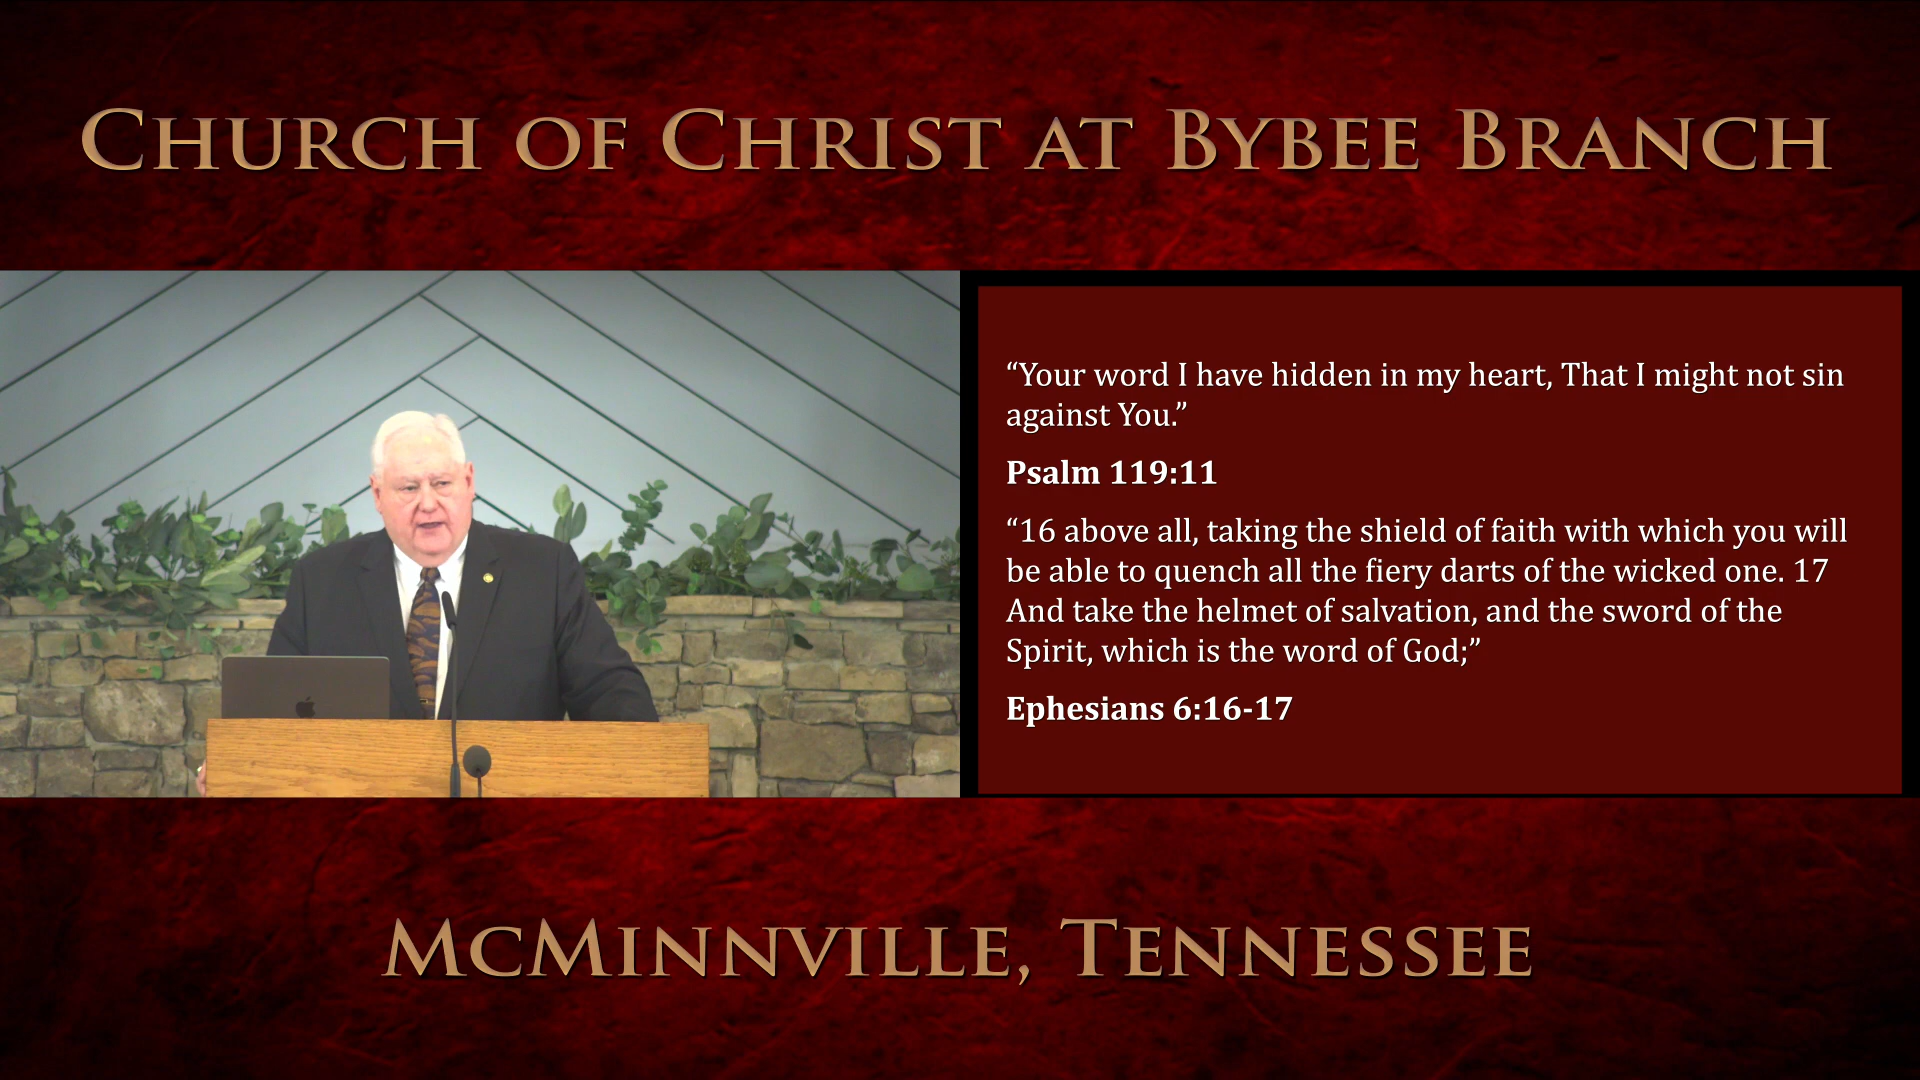 Church of Christ at Bybee Branch
“Your word I have hidden in my heart, That I might not sin
against You.”
Psalm 119:11
“16 above all, taking the shield of faith with which you will
be able to quench all the fiery darts of the wicked one. 17
And take the helmet of salvation, and the sword of the
Spirit, which is the word of God;”
Ephesians 6:16-17
McMinnville, Tennessee